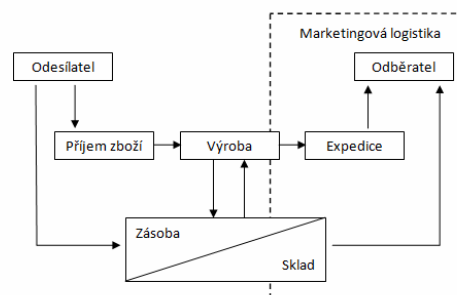 Marketingová logistika
Odesílatel
Odběratel
Příjem zboží
Výroba
Expedice
Zásoba
Sklad